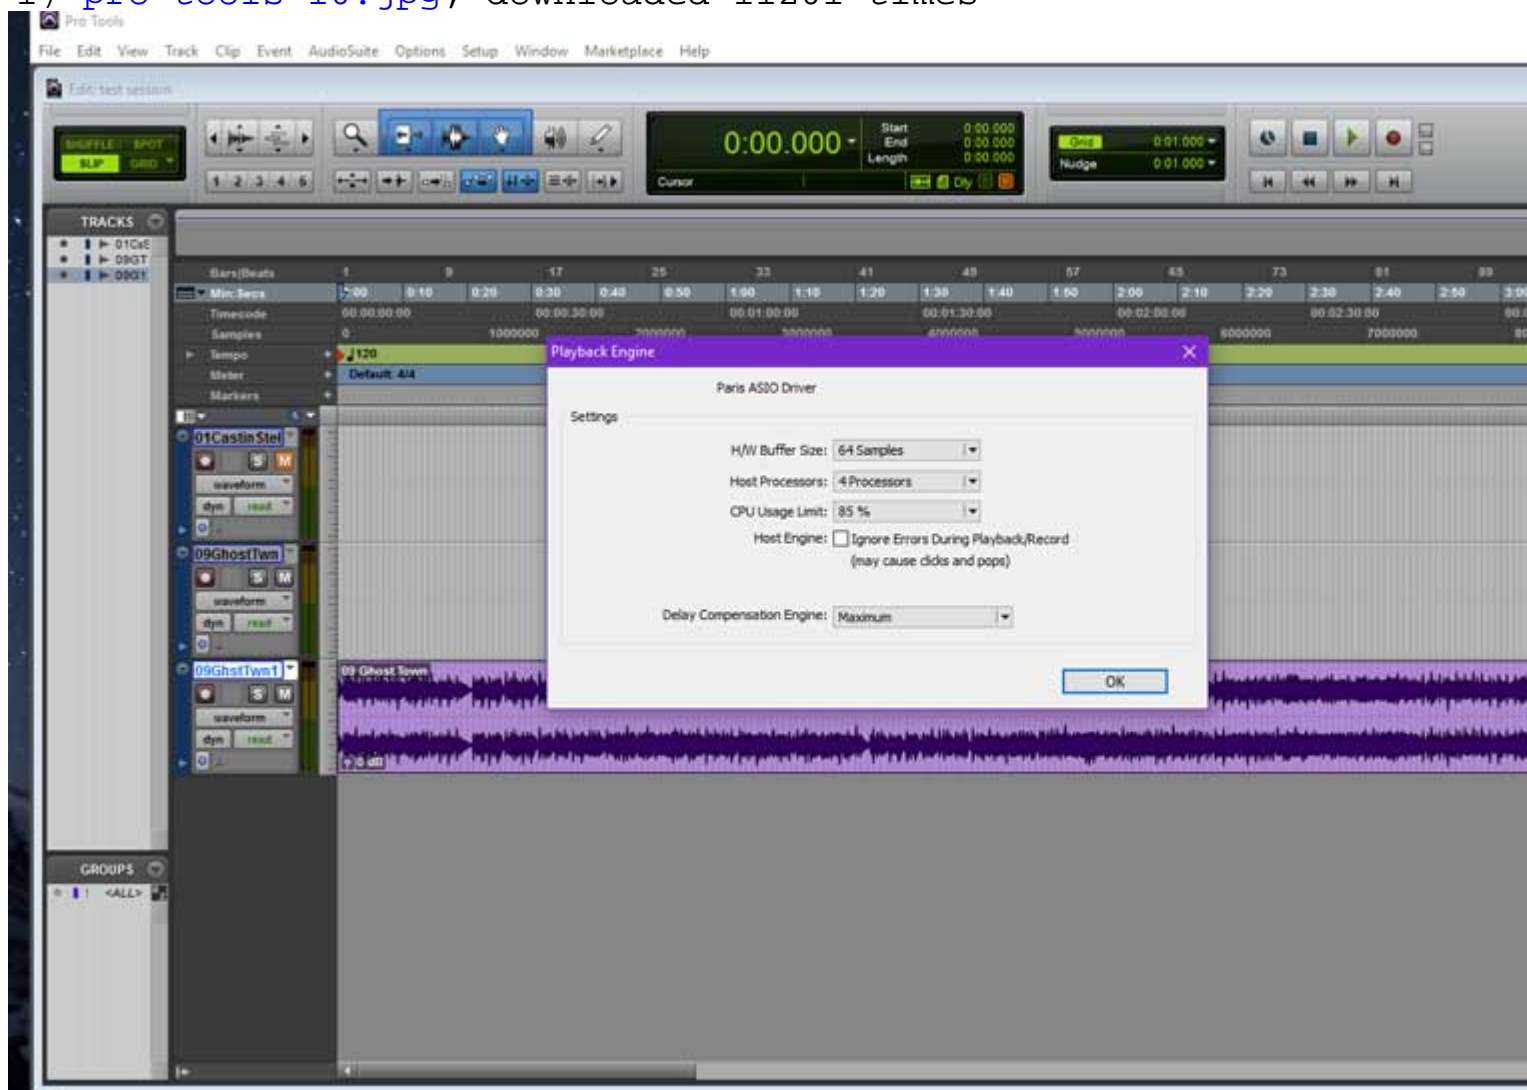 Pro Tools
File Edit View Track Clip Event AudioSuite Options Setup Window Marketplace Help
Edit: test session
SHUFFLE SPOT
SLIP GRID
1 2 3 4 5
0:00.000
Start 0:00.000
End 0:00.000
Length 0:00.000
Cursor
Dly
Grid 0:01.000
Nudge 0:01.000
TRACKS
01CsS
09GT
09GT
Bars|Beats 1 9 17 25 33 41 49 57 65 73 81 89
Min:Secs 0:00 0:10 0:20 0:30 0:40 0:50 1:00 1:10 1:20 1:30 1:40 1:50 2:00 2:10 2:20 2:30 2:40 2:50
Timecode 00:00:00:00 00:00:30:00 00:01:00:00 00:01:30:00 00:02:00:00 00:02:30:00
Samples 0 1000000 2000000 3000000 4000000 5000000 6000000 7000000
Tempo 120
Meter Default: 4/4
Markers
Playback Engine
Paris ASIO Driver
Settings
H/W Buffer Size: 64 Samples
Host Processors: 4 Processors
CPU Usage Limit: 85 %
Host Engine: Ignore Errors During Playback/Record
(may cause clicks and pops)
Delay Compensation Engine: Maximum
OK
01CastinStel
S M
waveform
dyn read
09GhostTwn
S M
waveform
dyn read
09GhstTwn1
S M
waveform
dyn read
09 Ghost Town
0 dB
GROUPS
! <ALL>